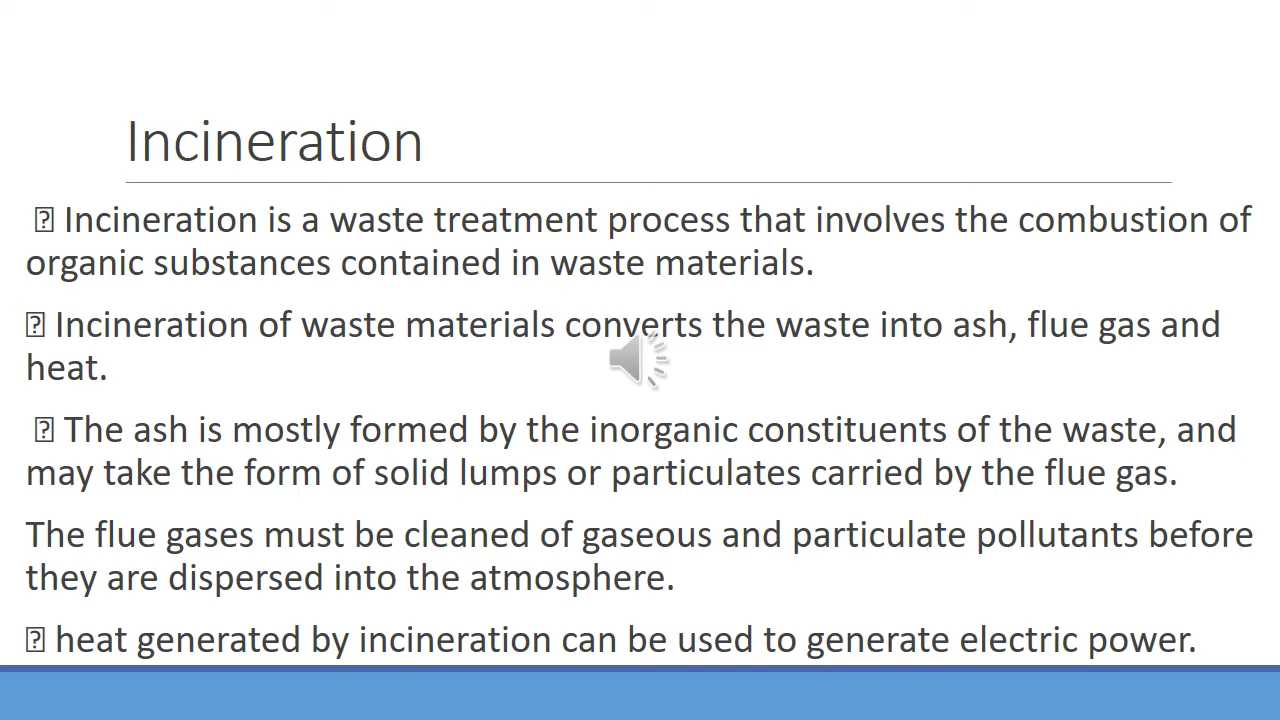 Incineration
⍰ Incineration is a waste treatment process that involves the combustion of
organic substances contained in waste materials.
⍰ Incineration of waste materials converts the waste into ash, flue gas and
heat.
⍰ The ash is mostly formed by the inorganic constituents of the waste, and
may take the form of solid lumps or particulates carried by the flue gas.
The flue gases must be cleaned of gaseous and particulate pollutants before
they are dispersed into the atmosphere.
⍰ heat generated by incineration can be used to generate electric power.